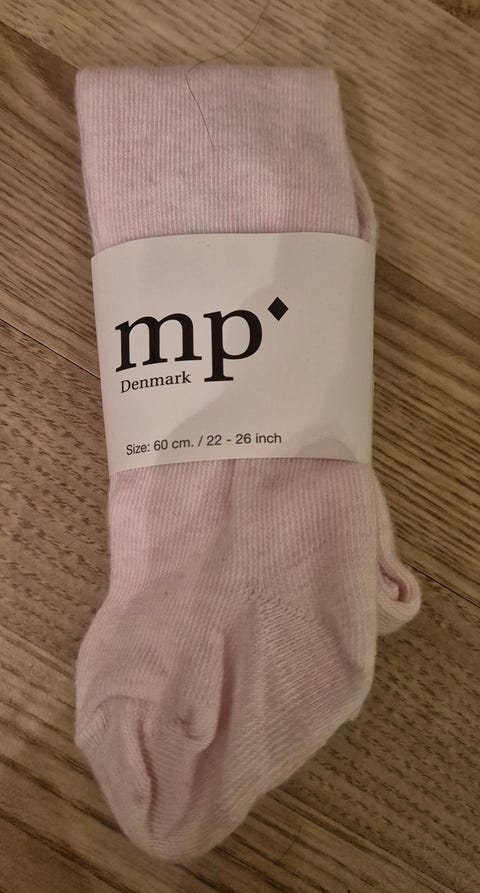 mp
Denmark
Size: 60 cm. / 22 - 26 inch